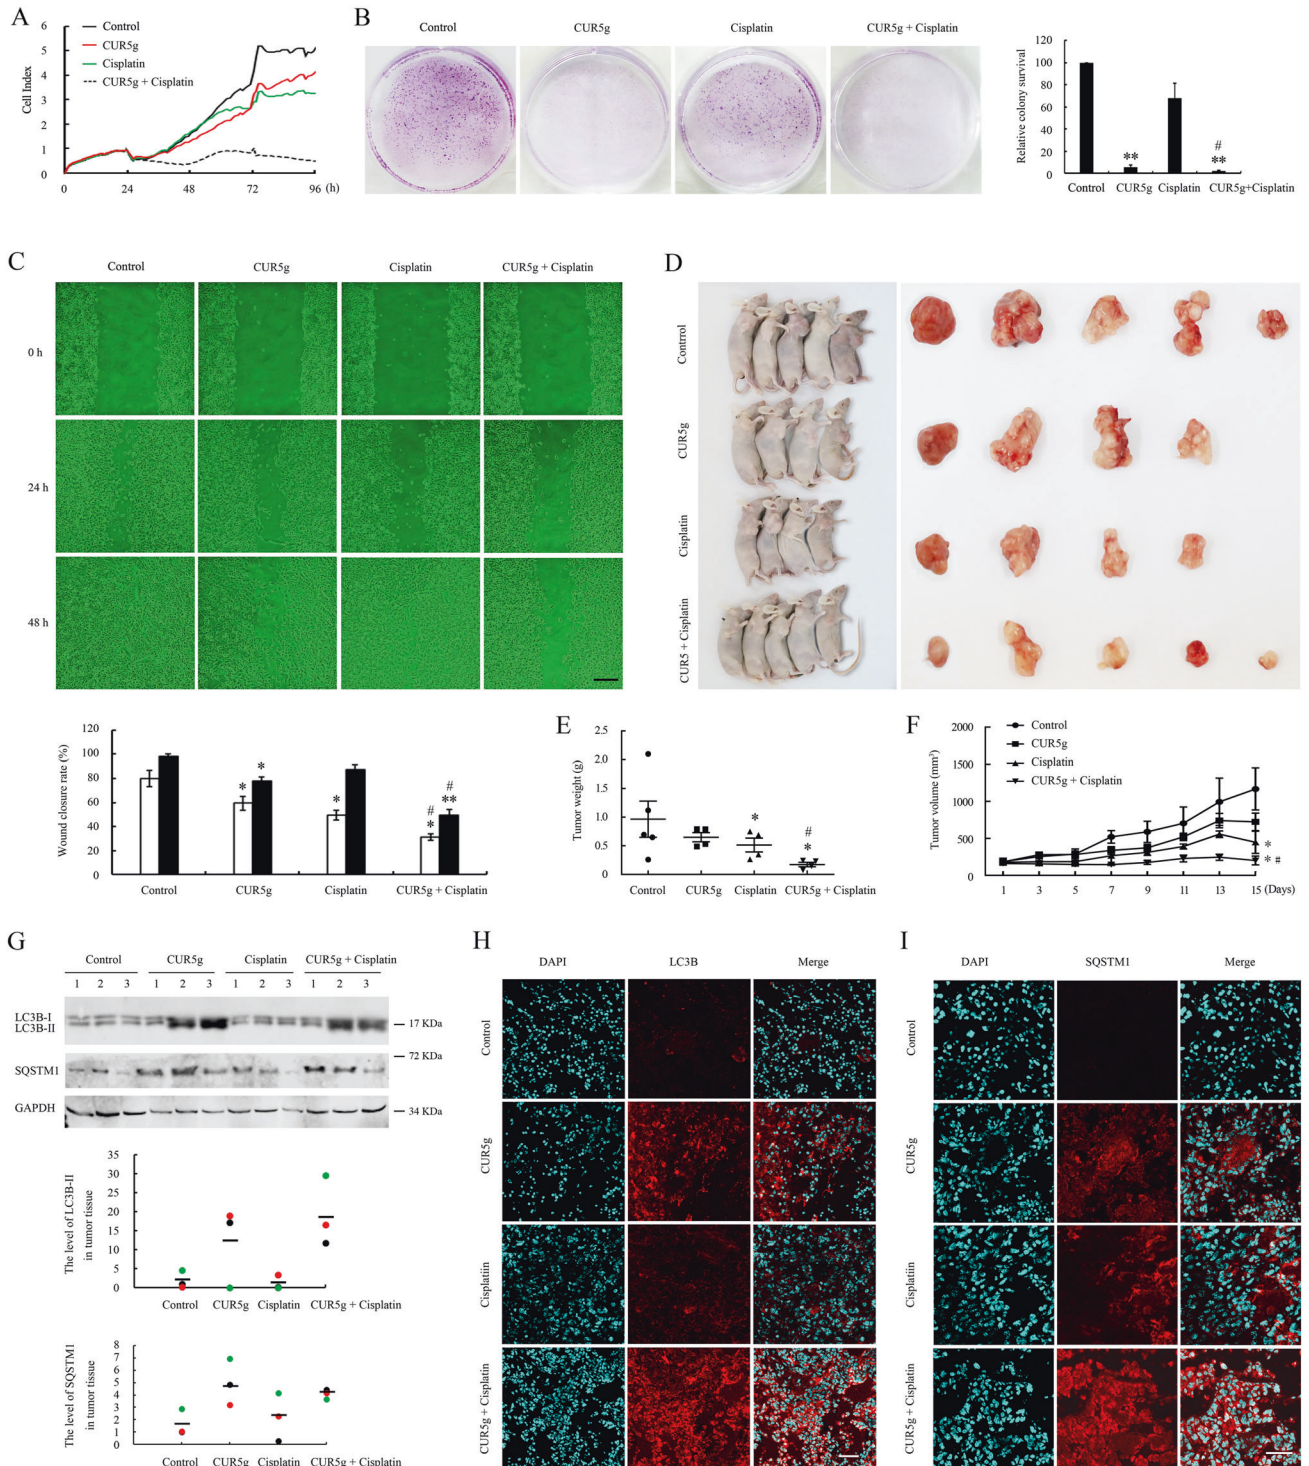 A
6
5
4
3
2
1
0
Cell Index
Control
CUR5g
Cisplatin
CUR5g + Cisplatin
0 24 48 72 96 (h)
B
Control CUR5g Cisplatin CUR5g + Cisplatin
120
100
80
60
40
20
0
Relative colony survival
**
#
**
Control CUR5g Cisplatin CUR5g+Cisplatin
C
Control CUR5g Cisplatin CUR5g + Cisplatin
0 h
24 h
48 h
120
100
80
60
40
20
0
Wound closure rate (%)
* * * # * # **
Control CUR5g Cisplatin CUR5g + Cisplatin
D
Contrrol
CUR5g
Cisplatin
CUR5 + Cisplatin
E
2.5
2.0
1.5
1.0
0.5
0
Tumor weight (g)
*
#
*
Control CUR5g Cisplatin CUR5g + Cisplatin
F
2000
1500
1000
500
0
Tumor volume (mm³)
Control
CUR5g
Cisplatin
CUR5g + Cisplatin
*
* #
1 3 5 7 9 11 13 15 (Days)
G
Control CUR5g Cisplatin CUR5g + Cisplatin
1 2 3 1 2 3 1 2 3 1 2 3
LC3B-I
LC3B-II
17 KDa
72 KDa
SQSTM1
GAPDH
34 KDa
35
30
25
20
15
10
5
0
The level of LC3B-II
in tumor tissue
Control CUR5g Cisplatin CUR5g + Cisplatin
8
7
6
5
4
3
2
1
0
The level of SQSTM1
in tumor tissue
Control CUR5g Cisplatin CUR5g + Cisplatin
H
DAPI LC3B Merge
Control
CUR5g
Cisplatiin
CUR5g + Cisplatin
I
DAPI SQSTM1 Merge
Control
CUR5g
Cisplatiin
CUR5g + Cisplatin